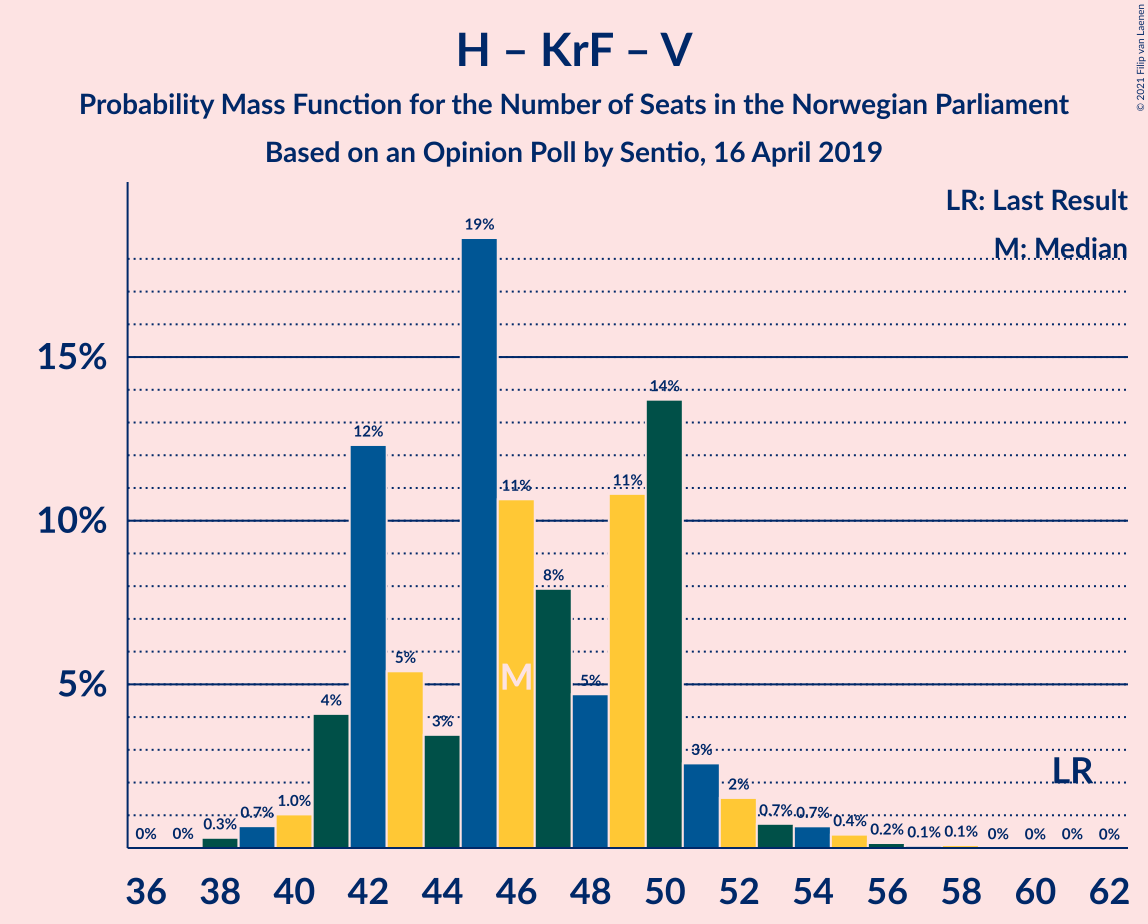 H – KrF – V
Probability Mass Function for the Number of Seats in the Norwegian Parliament
Based on an Opinion Poll by Sentio, 16 April 2019
© 2021 Filip van Laenen
LR: Last Result
M: Median
15%
10%
5%
0% 0% 0.3% 0.7% 1.0% 4% 12% 5% 3% 19% 11% 8% 5% 11% 14% 3% 2% 0.7% 0.7% 0.4% 0.2% 0.1% 0.1% 0% 0% 0% 0%
M
LR
36 38 40 42 44 46 48 50 52 54 56 58 60 62